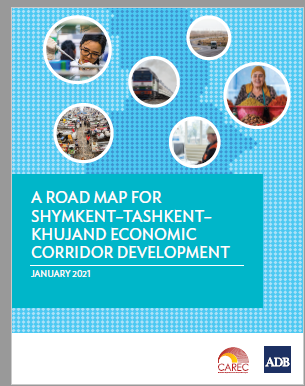 A ROAD MAP FOR
SHYMKENT–TASHKENT–
KHUJAND ECONOMIC
CORRIDOR DEVELOPMENT
JANUARY 2021
CAREC
ADB